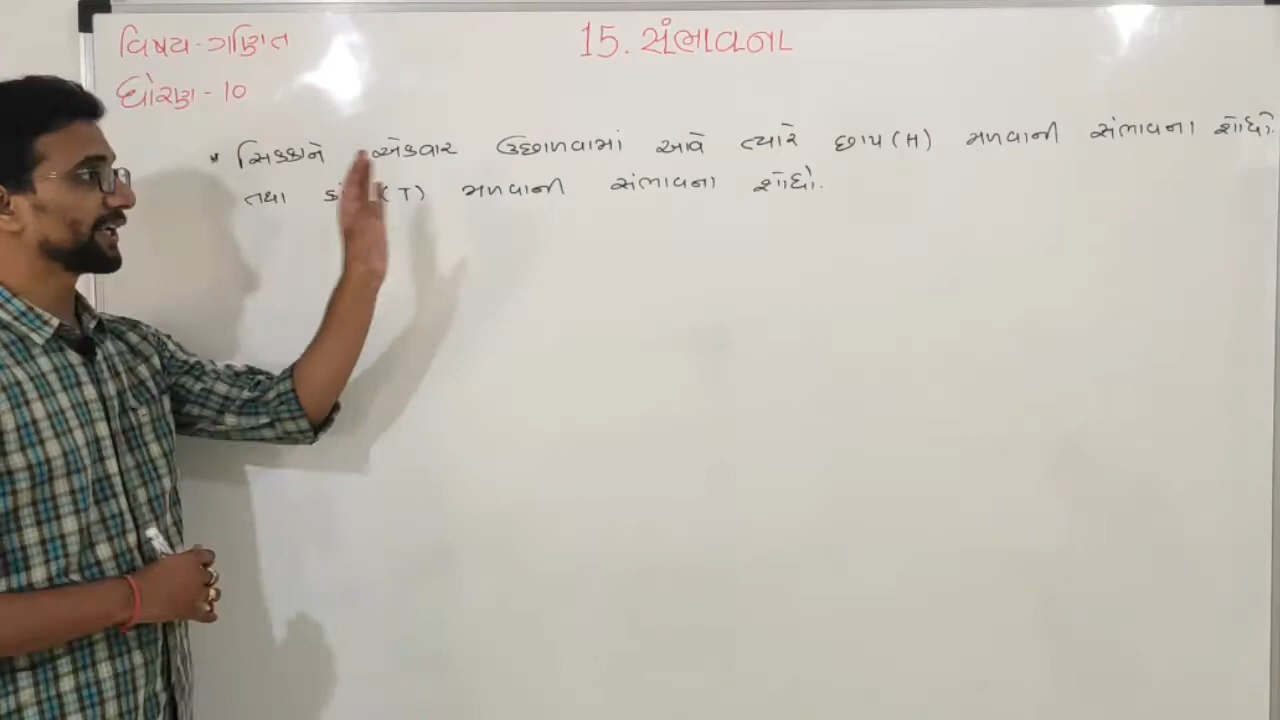 વિષય - ગણિત
15. સંભાવના
ધોરણ - 10
* સિક્કાને એકવાર ઉછાળવામાં આવે ત્યારે છાપ (H) મળવાની સંભાવના શોધો.
તથા (T) મળવાની સંભાવના શોધો.